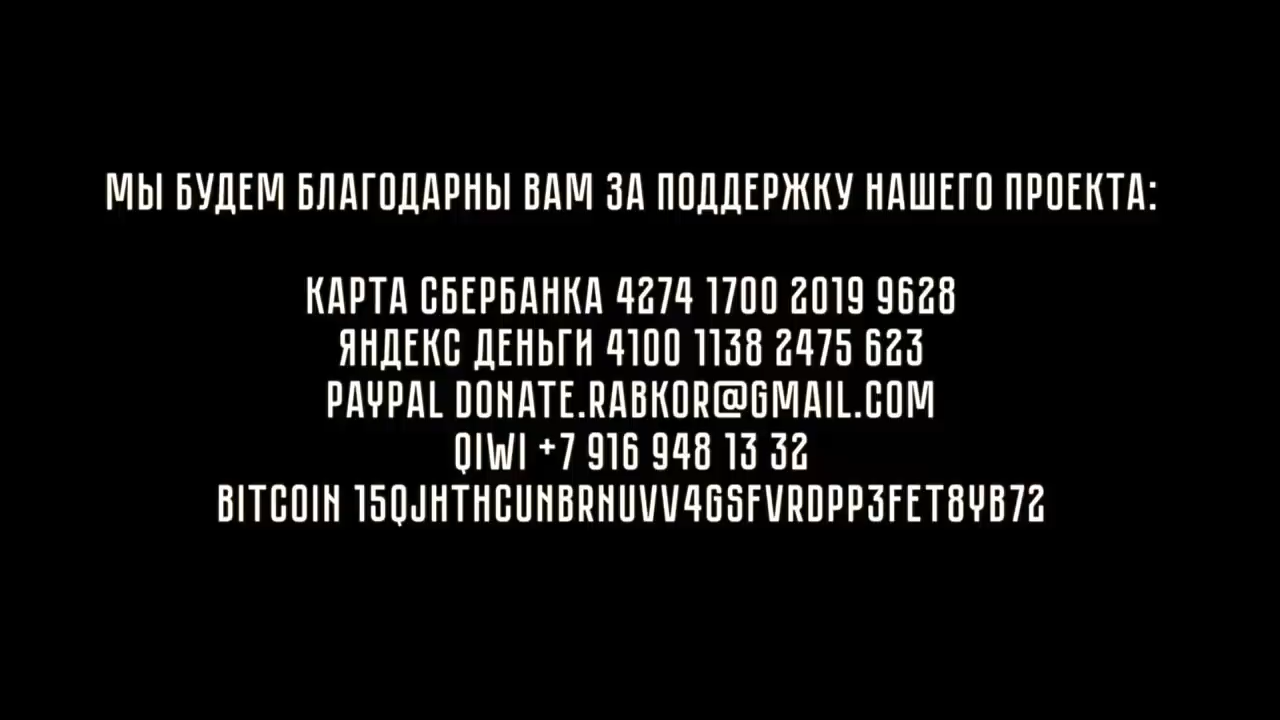 МЫ БУДЕМ БЛАГОДАРНЫ ВАМ ЗА ПОДДЕРЖКУ НАШЕГО ПРОЕКТА:
КАРТА СБЕРБАНКА 4274 1700 2019 9628
ЯНДЕКС ДЕНЬГИ 4100 1138 2475 623
PAYPAL DONATE.RABKOR@GMAIL.COM
QIWI +7 916 948 13 32
BITCOIN 15QJHTHCUNBRNUVV4GSFVRDPP3FET8YB72